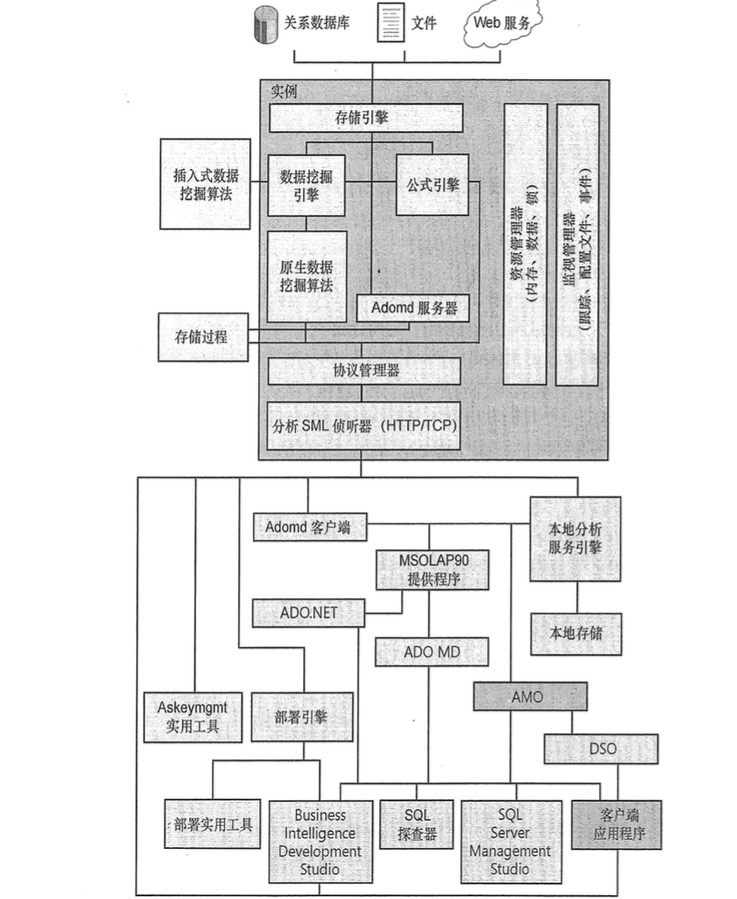 关系数据库
文件
Web 服务
实例
存储引擎
插入式数据
挖掘算法
数据挖掘
引擎
公式引擎
资源管理器
(内存、数据、锁)
监视管理器
(跟踪、配置文件、事件)
原生数据
挖掘算法
Adomd 服务器
存储过程
协议管理器
分析 SML 侦听器 (HTTP/TCP)
Adomd 客户端
本地分析
服务引擎
MSOLAP90
提供程序
ADO.NET
本地存储
ADO MD
AMO
Askeymgmt
实用工具
部署引擎
DSO
部署实用工具
Business
Intelligence
Development
Studio
SQL
探查器
SQL
Server
Management
Studio
客户端
应用程序